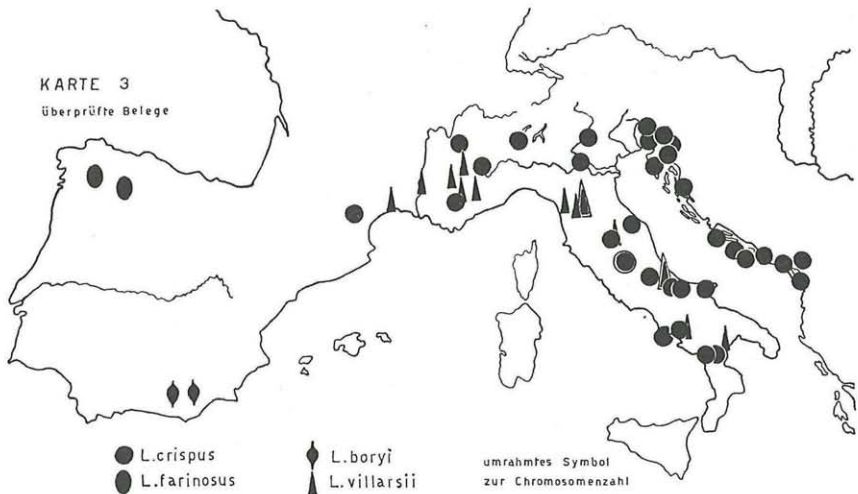 KARTE 3
überprüfte Belege
L.crispus
L.farinosus
L.boryi
L.villarsii
umrahmtes Symbol
zur Chromosomenzahl